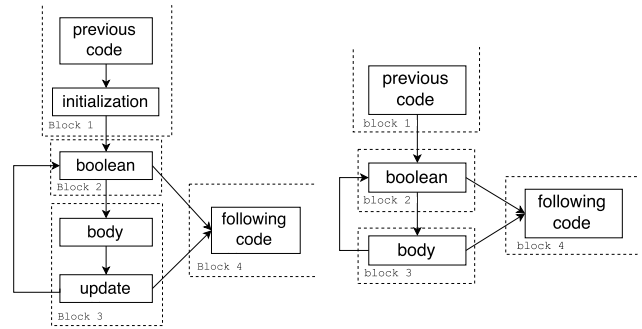 previous
code
initialization
Block 1
boolean
Block 2
body
update
Block 3
following
code
Block 4
previous
code
block 1
boolean
block 2
body
block 3
following
code
block 4